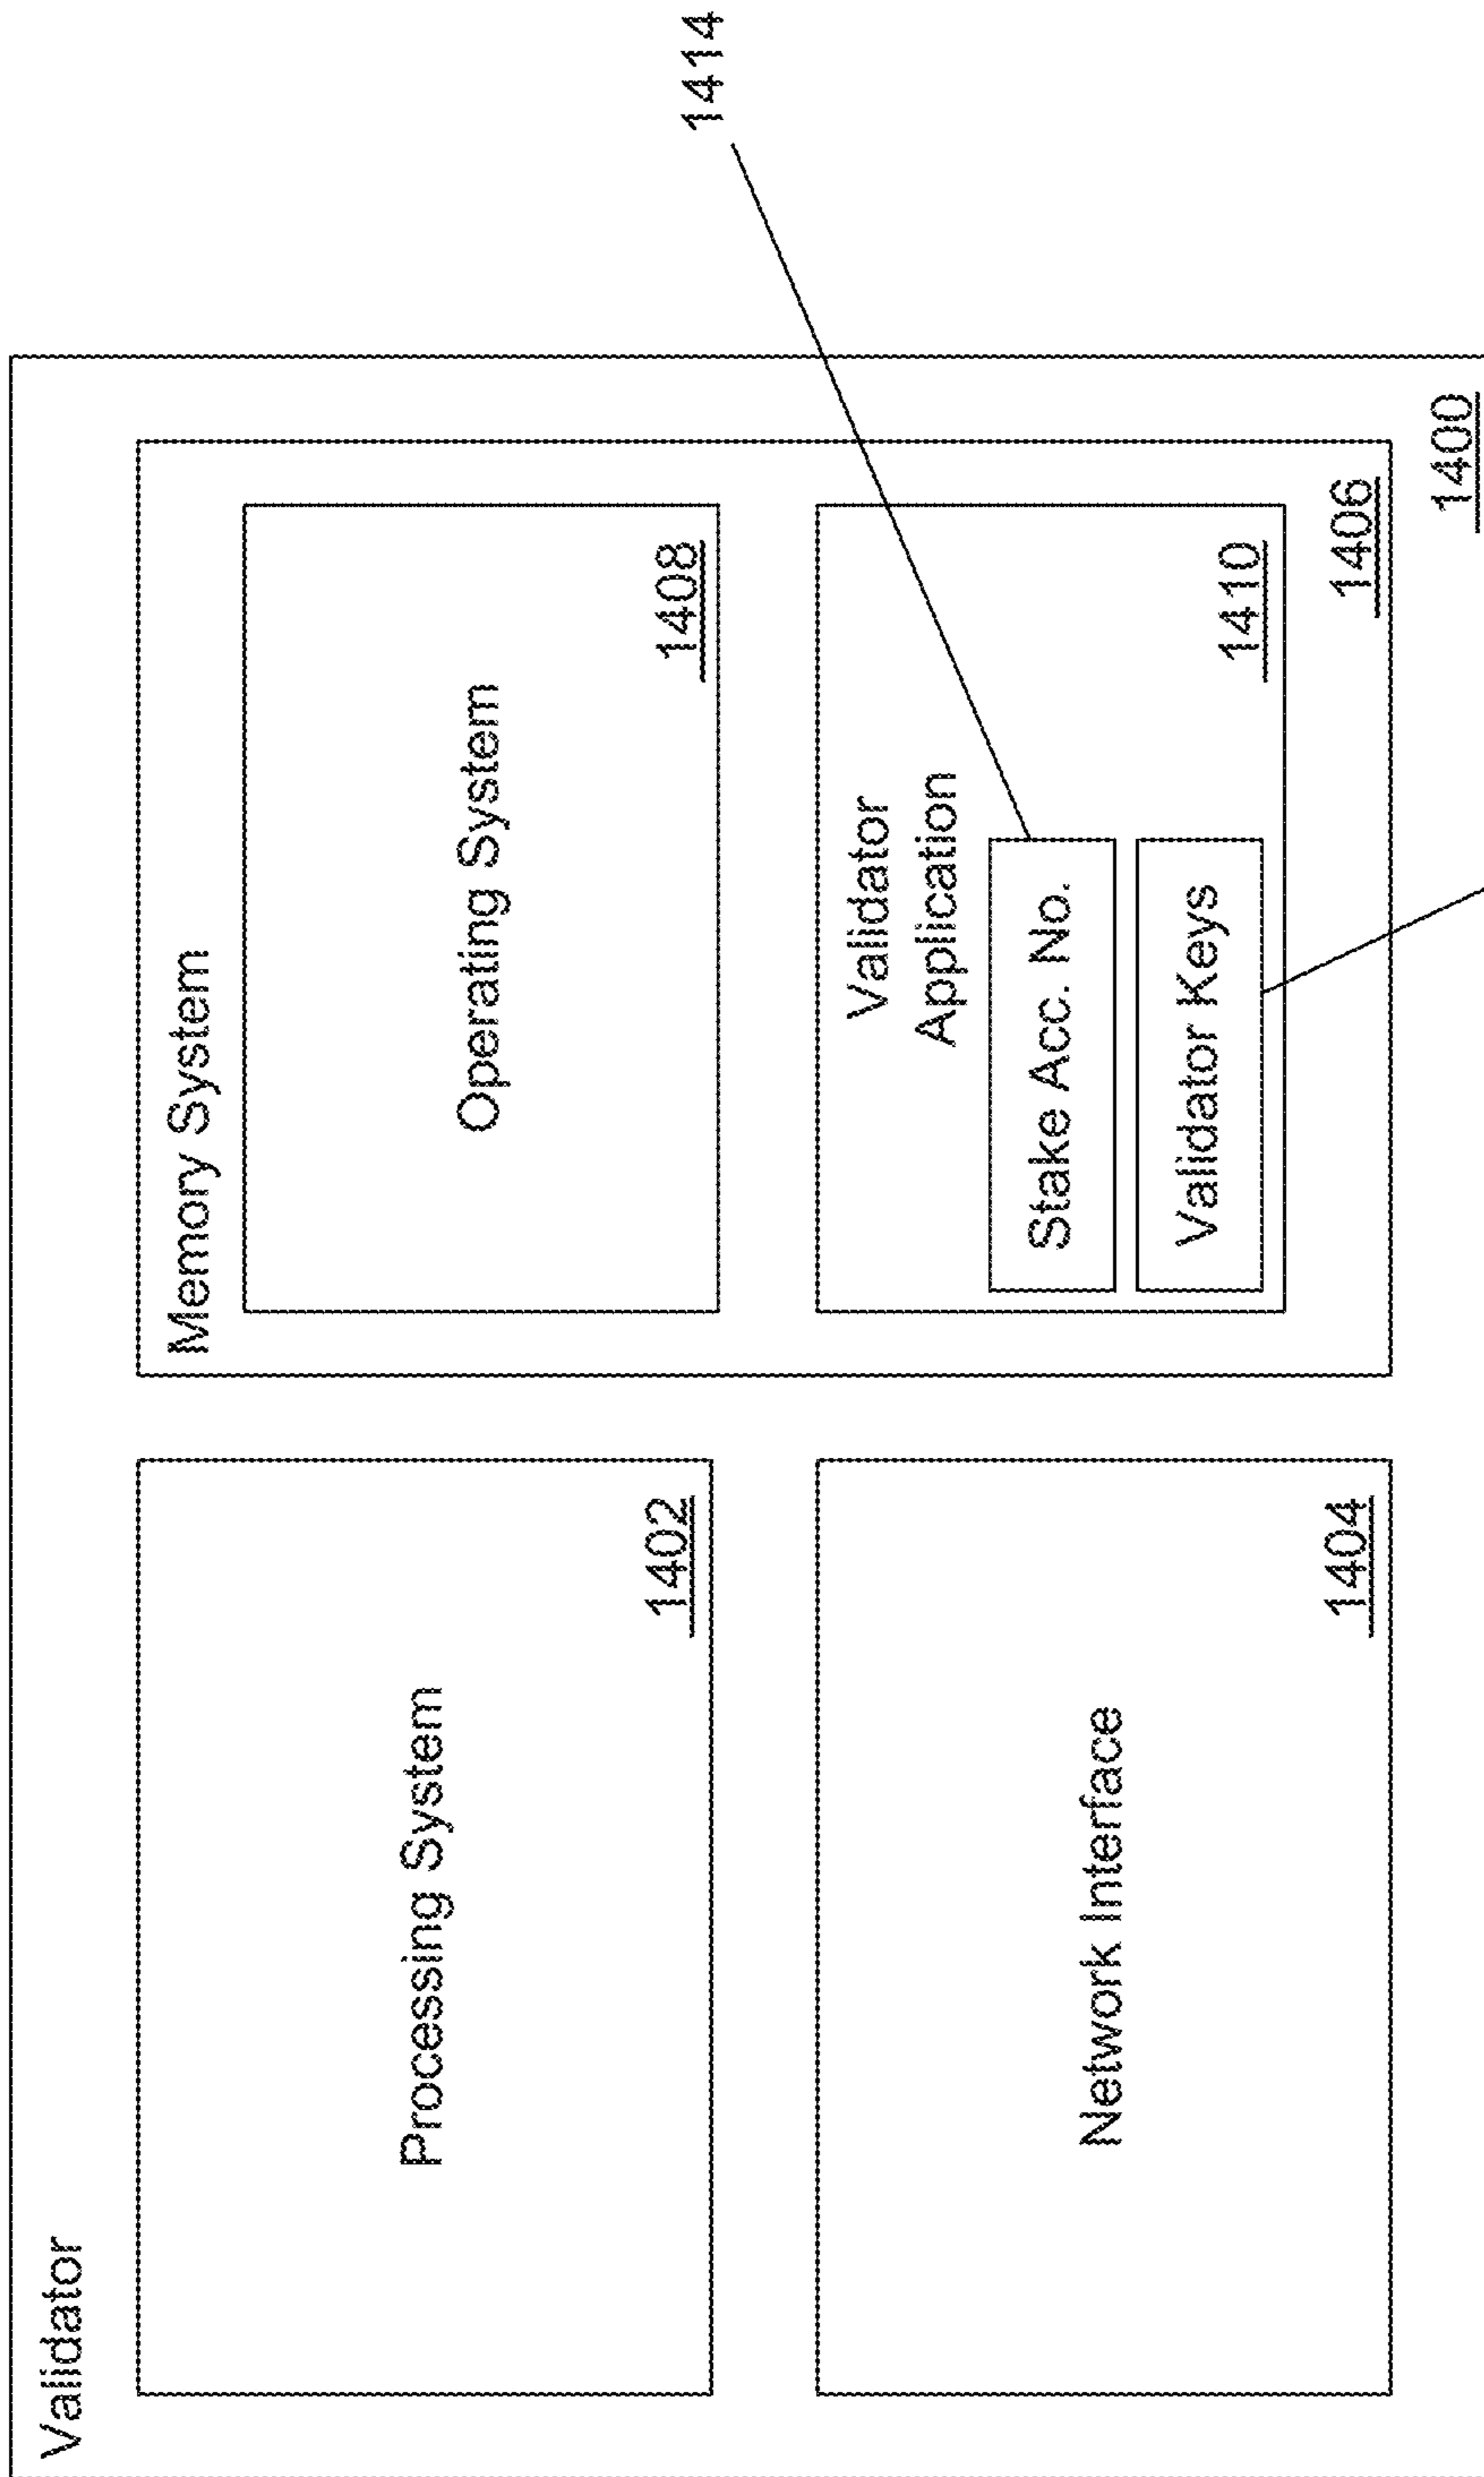 Validator
Processing System
1402
Memory System
Operating System
1408
Network Interface
1404
Validator
Application
Stake Acc. No.
Validator Keys
1410
1406
1400
1414